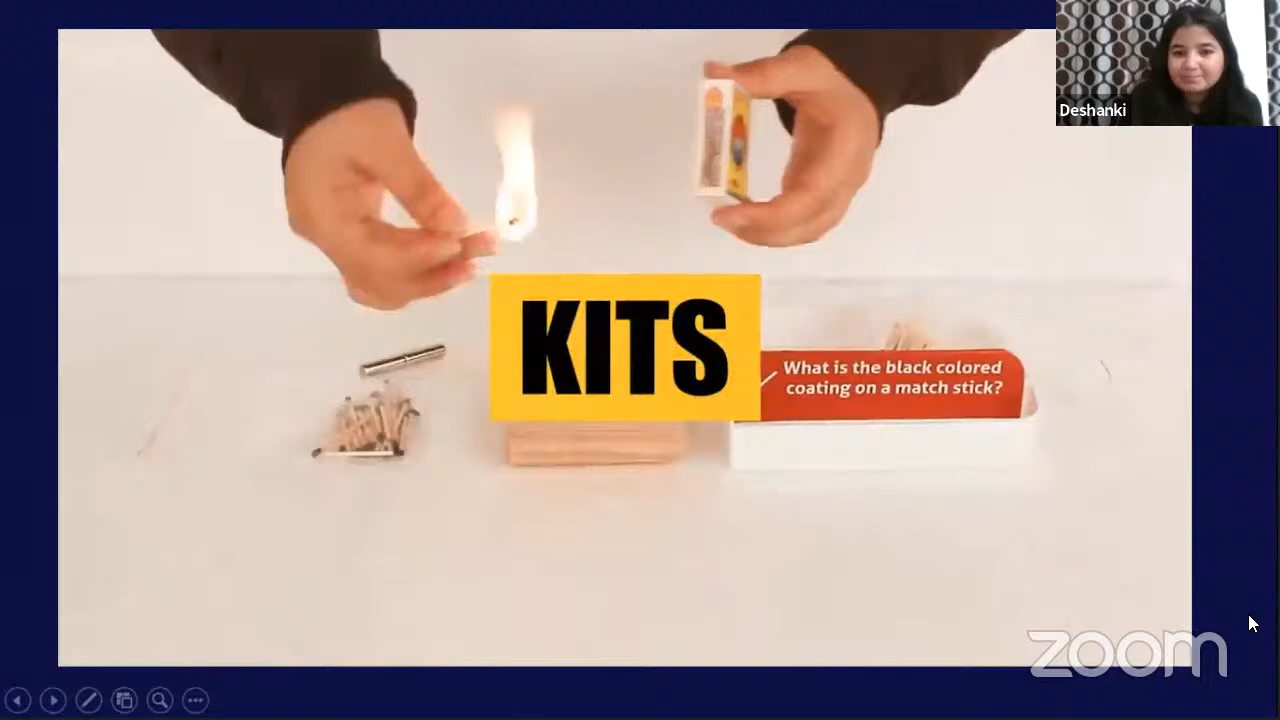 Deshanki
KITS
What is the black colored
coating on a match stick?
zoom